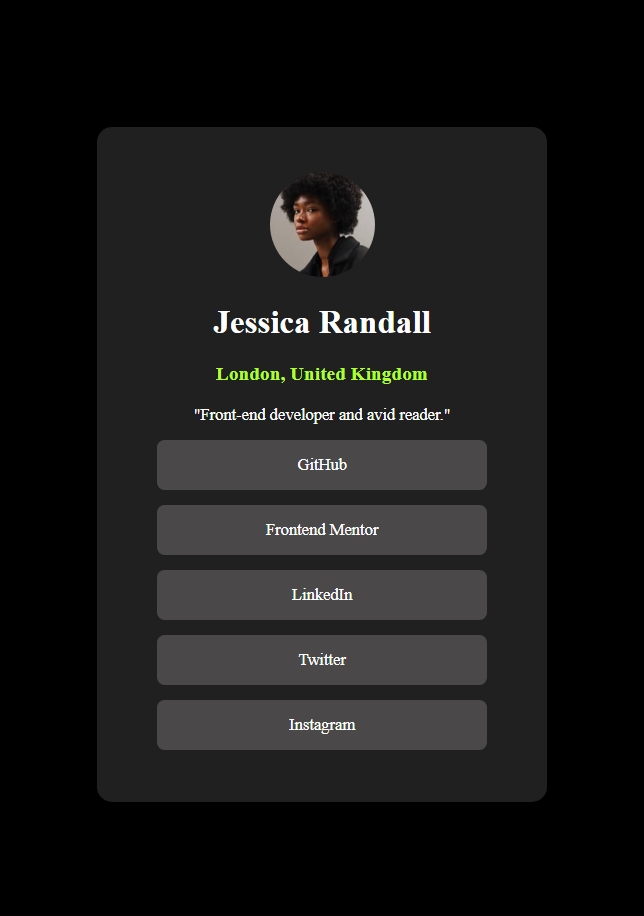 Jessica Randall
London, United Kingdom
"Front-end developer and avid reader."
GitHub
Frontend Mentor
LinkedIn
Twitter
Instagram